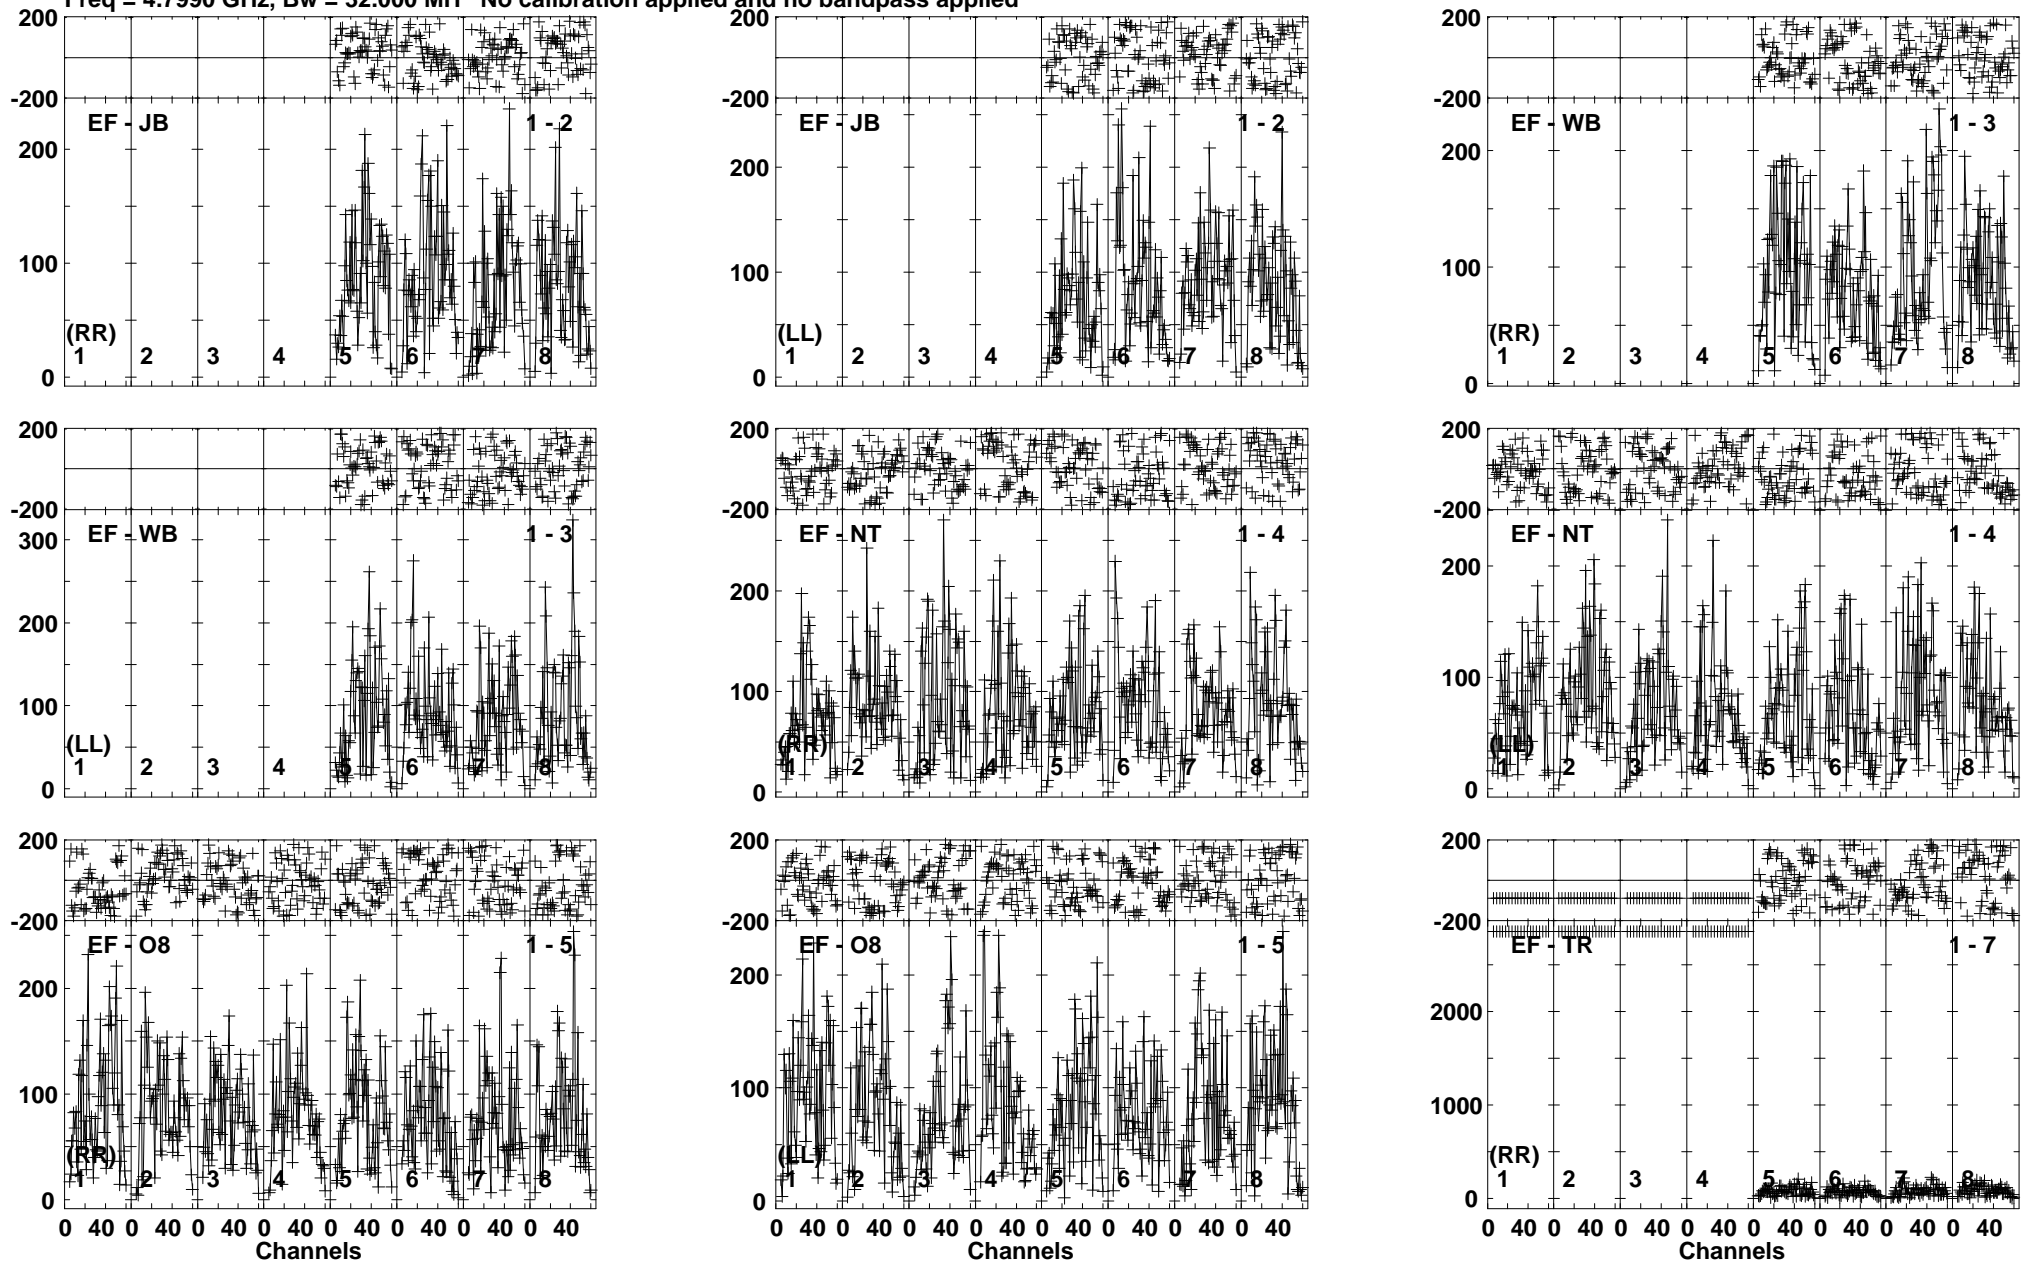 Freq = 4.7990 GHz, Bw = 32.000 MH No calibration applied and no bandpass applied
200 200 200
-200 -200 -200
EF - JB 1 - 2 EF - JB 1 - 2 EF - WB 1 - 3
200 200 200
100 100 100
(RR) (LL) (RR)
1 2 3 4 5 6 7 8 1 2 3 4 5 6 7 8 1 2 3 4 5 6 7 8
0 0 0
200 200 200
-200 -200 -200
EF - WB 1 - 3 EF - NT 1 - 4 EF - NT 1 - 4
300
200 200 200
100 100 100
(LL) (RR) (LL)
1 2 3 4 5 6 7 8 1 2 3 4 5 6 7 8 1 2 3 4 5 6 7 8
0 0 0
200 200 200
-200 -200 -200
EF - O8 1 - 5 EF - O8 1 - 5 EF - TR 1 - 7
200 200 2000
100 100 1000
(RR) (LL) (RR)
1 2 3 4 5 6 7 8 1 2 3 4 5 6 7 8 1 2 3 4 5 6 7 8
0 0 0
0 40 0 40 0 40 0 40 0 40 0 40 0 40 0 40 0 40 0 40 0 40 0 40 0 40 0 40 0 40 0 40 0 40 0 40 0 40 0 40 0 40 0 40 0 40 0 40
Channels Channels Channels